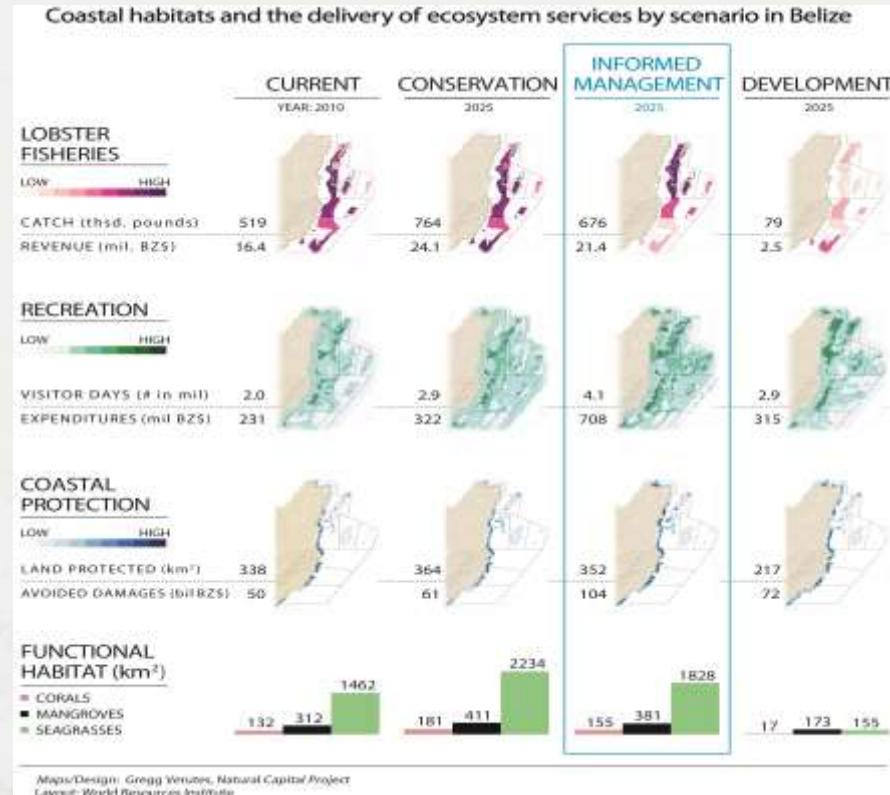 Coastal habitats and the delivery of ecosystem services by scenario in Belize
CURRENT CONSERVATION INFORMED MANAGEMENT DEVELOPMENT
YEAR: 2010 2025 2025 2025
LOBSTER
FISHERIES
LOW HIGH
CATCH (thsd. pounds) 519 764 676 79
REVENUE (mil. BZ$) 16.4 24.1 21.4 2.5
RECREATION
LOW HIGH
VISITOR DAYS (# in mil) 2.0 2.9 4.1 2.9
EXPENDITURES (mil BZ$) 231 322 708 315
COASTAL
PROTECTION
LOW HIGH
LAND PROTECTED (km²) 338 364 352 217
AVOIDED DAMAGES (bil BZ$) 50 61 104 72
FUNCTIONAL
HABITAT (km²)
CORALS
MANGROVES
SEAGRASSES
132 312 1462 181 411 2234 155 381 1828 17 173 155
Maps/Design: Gregg Verutes, Natural Capital Project
Layout: World Resources Institute